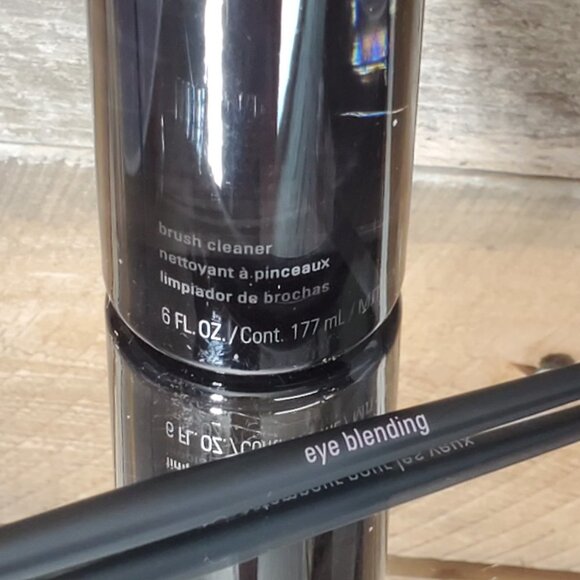 brush cleaner
nettoyant à pinceaux
limpiador de brochas
6 FL. OZ./Cont. 177 mL /
eye blending